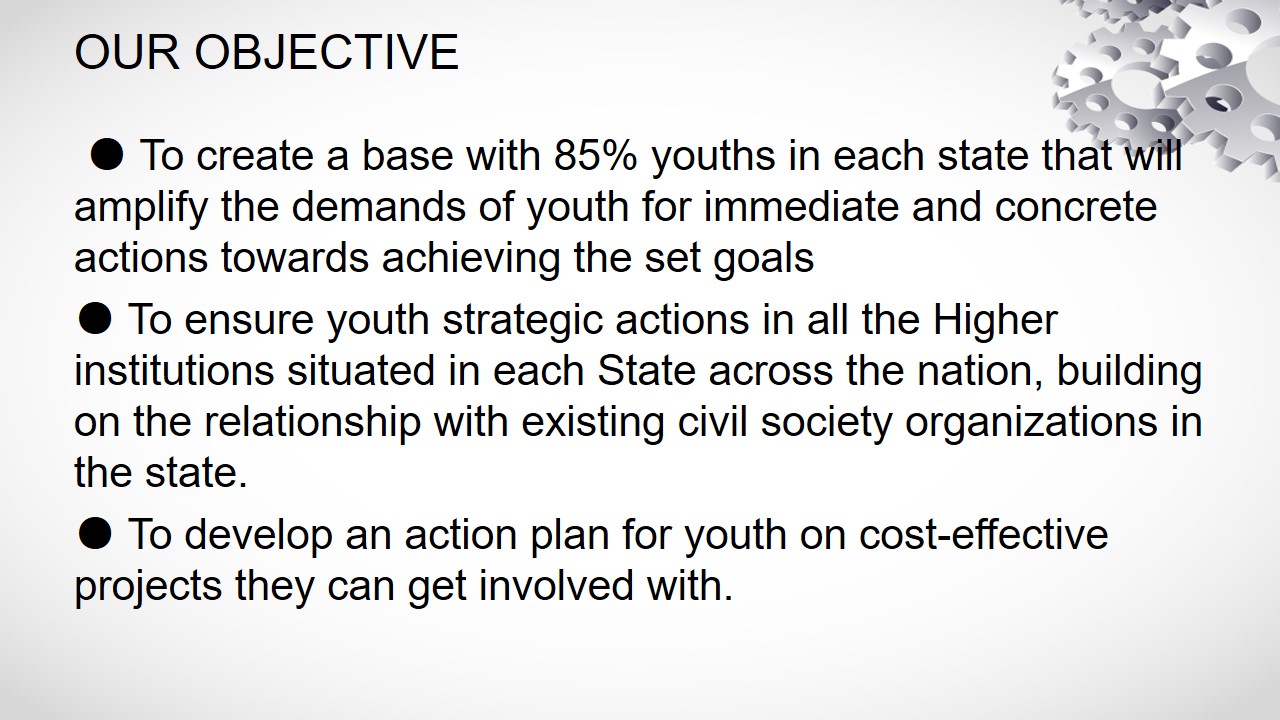 OUR OBJECTIVE
● To create a base with 85% youths in each state that will
amplify the demands of youth for immediate and concrete
actions towards achieving the set goals
● To ensure youth strategic actions in all the Higher
institutions situated in each State across the nation, building
on the relationship with existing civil society organizations in
the state.
● To develop an action plan for youth on cost-effective
projects they can get involved with.